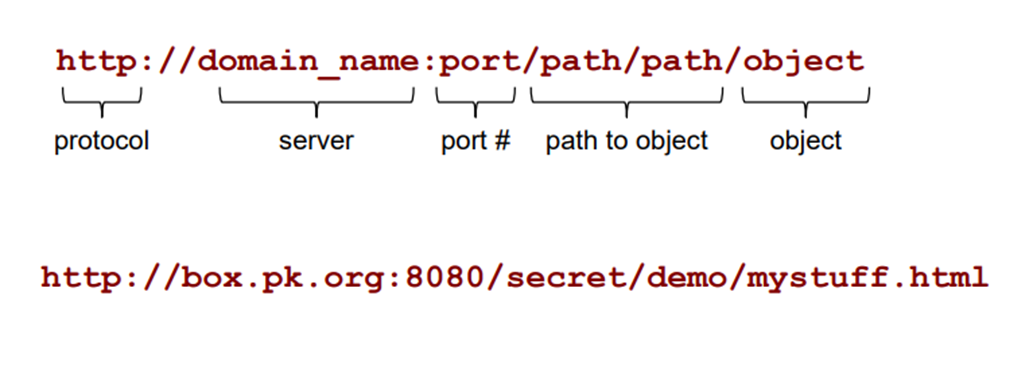 http://domain_name:port/path/path/object
protocol server port # path to object object
http://box.pk.org:8080/secret/demo/mystuff.html